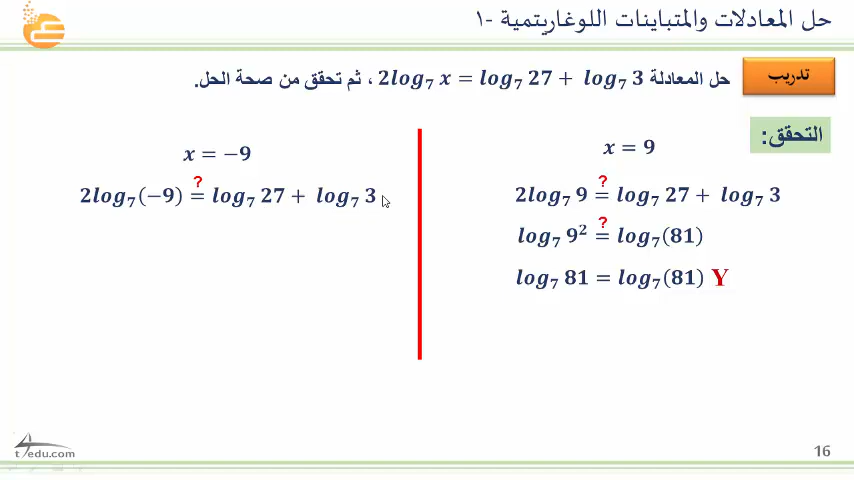 حل المعادلات والمتباينات اللوغاريتمية -١
تدريب
حل المعادلة 2log₇ x = log₇ 27 + log₇ 3 ، ثم تحقق من صحة الحل.
التحقق:
x = 9
2log₇ 9 ≟ log₇ 27 + log₇ 3
log₇ 9² ≟ log₇(81)
log₇ 81 = log₇(81) Y
x = −9
2log₇(−9) ≟ log₇ 27 + log₇ 3
t4edu.com
16